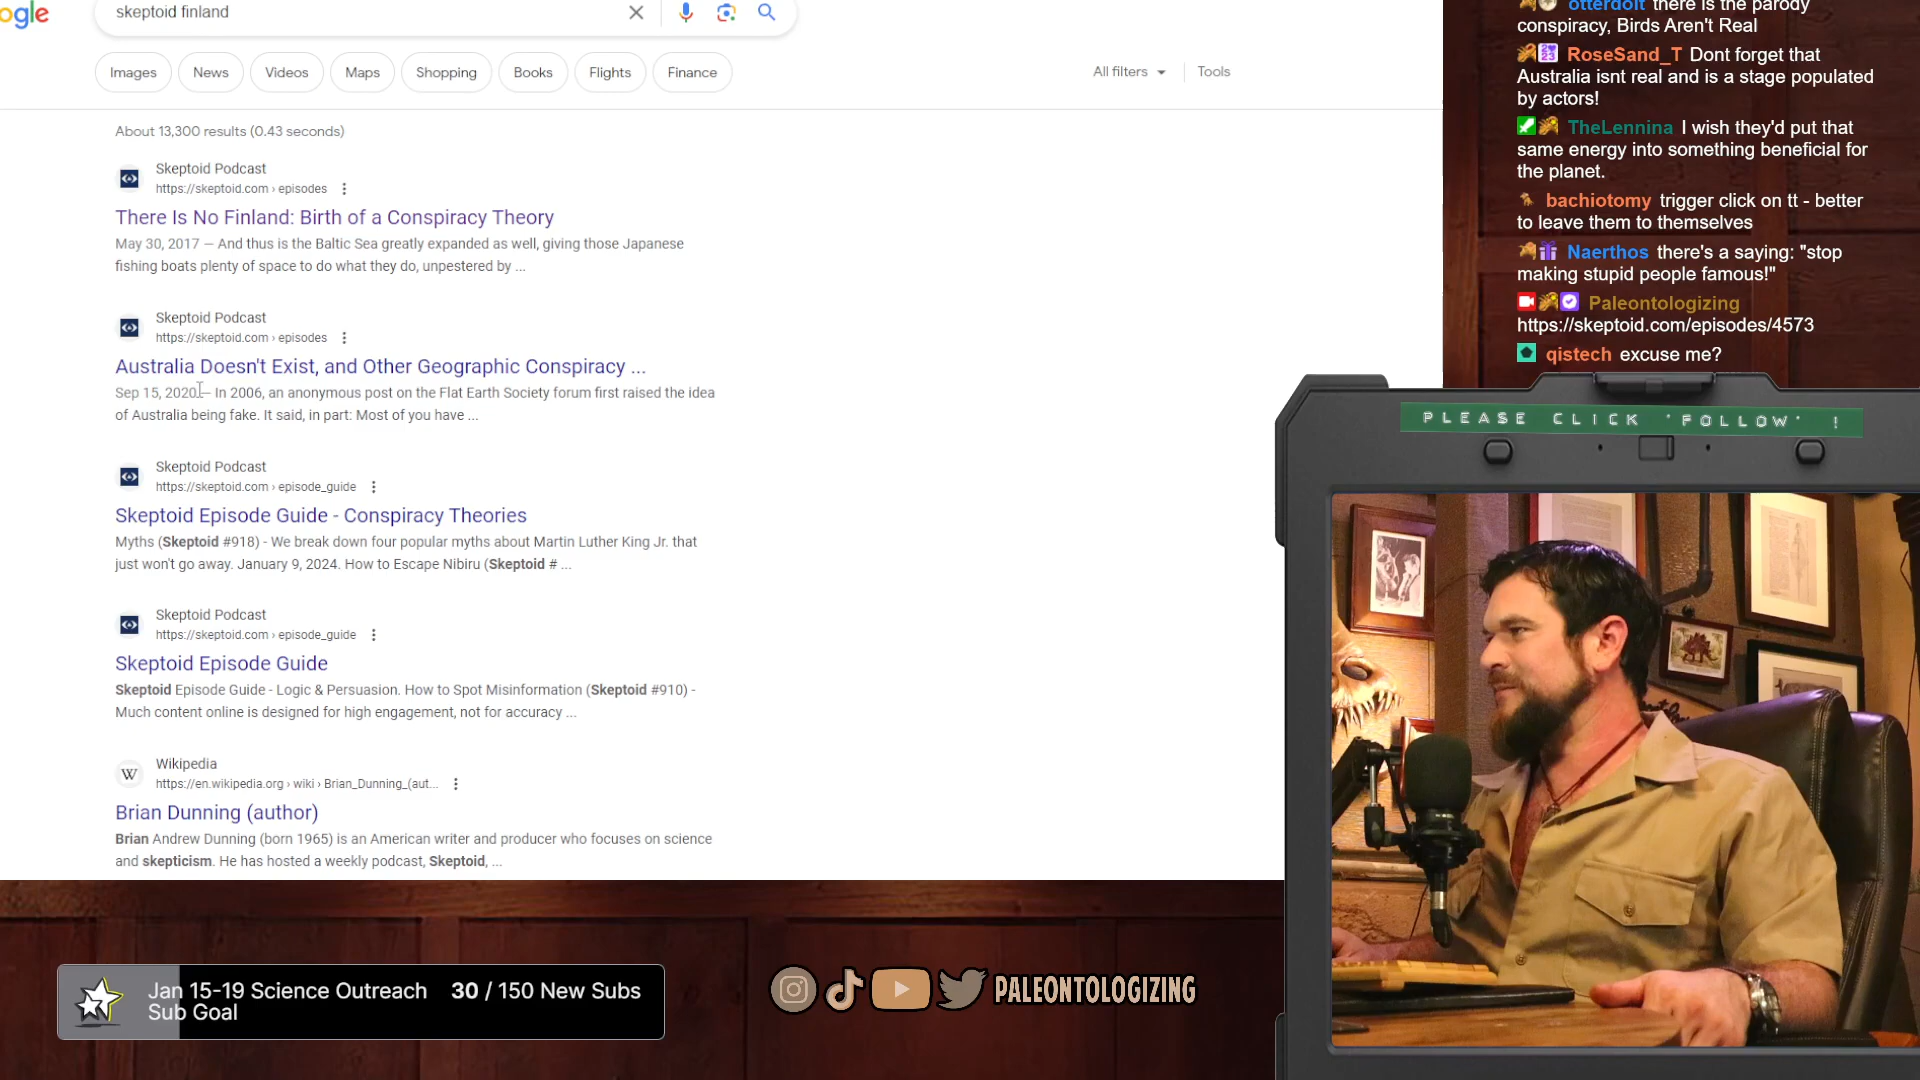 ogle
skeptoid finland
Images
News
Videos
Maps
Shopping
Books
Flights
Finance
All filters
Tools
About 13,300 results (0.43 seconds)
Skeptoid Podcast
https://skeptoid.com › episodes
There Is No Finland: Birth of a Conspiracy Theory
May 30, 2017 — And thus is the Baltic Sea greatly expanded as well, giving those Japanese
fishing boats plenty of space to do what they do, unpestered by ...
Skeptoid Podcast
https://skeptoid.com › episodes
Australia Doesn't Exist, and Other Geographic Conspiracy ...
Sep 15, 2020 — In 2006, an anonymous post on the Flat Earth Society forum first raised the idea
of Australia being fake. It said, in part: Most of you have ...
Skeptoid Podcast
https://skeptoid.com › episode_guide
Skeptoid Episode Guide - Conspiracy Theories
Myths (Skeptoid #918) - We break down four popular myths about Martin Luther King Jr. that
just won't go away. January 9, 2024. How to Escape Nibiru (Skeptoid # ...
Skeptoid Podcast
https://skeptoid.com › episode_guide
Skeptoid Episode Guide
Skeptoid Episode Guide - Logic & Persuasion. How to Spot Misinformation (Skeptoid #910) -
Much content online is designed for high engagement, not for accuracy ...
W
Wikipedia
https://en.wikipedia.org › wiki › Brian_Dunning_(aut...
Brian Dunning (author)
Brian Andrew Dunning (born 1965) is an American writer and producer who focuses on science
and skepticism. He has hosted a weekly podcast, Skeptoid, ...
otterdoit there is the parody
conspiracy, Birds Aren't Real
RoseSand_T Dont forget that
Australia isnt real and is a stage populated
by actors!
TheLennina I wish they'd put that
same energy into something beneficial for
the planet.
bachiotomy trigger click on tt - better
to leave them to themselves
Naerthos there's a saying: "stop
making stupid people famous!"
Paleontologizing
https://skeptoid.com/episodes/4573
qistech excuse me?
PLEASE CLICK 'FOLLOW' !
Jan 15-19 Science Outreach
Sub Goal
30 / 150 New Subs
PALEONTOLOGIZING